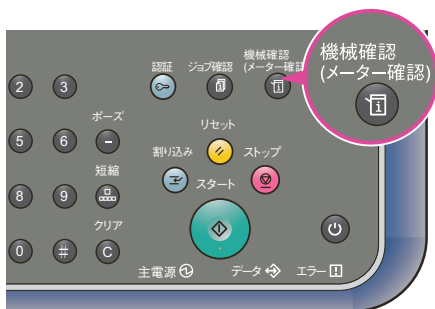 機械確認
(メーター確認)
認証
ジョブ確認
機械確認
(メーター確認
2
3
ポーズ
リセット
5
6
割り込み
ストップ
短縮
スタート
8
9
クリア
0
#
C
主電源
データ
エラー